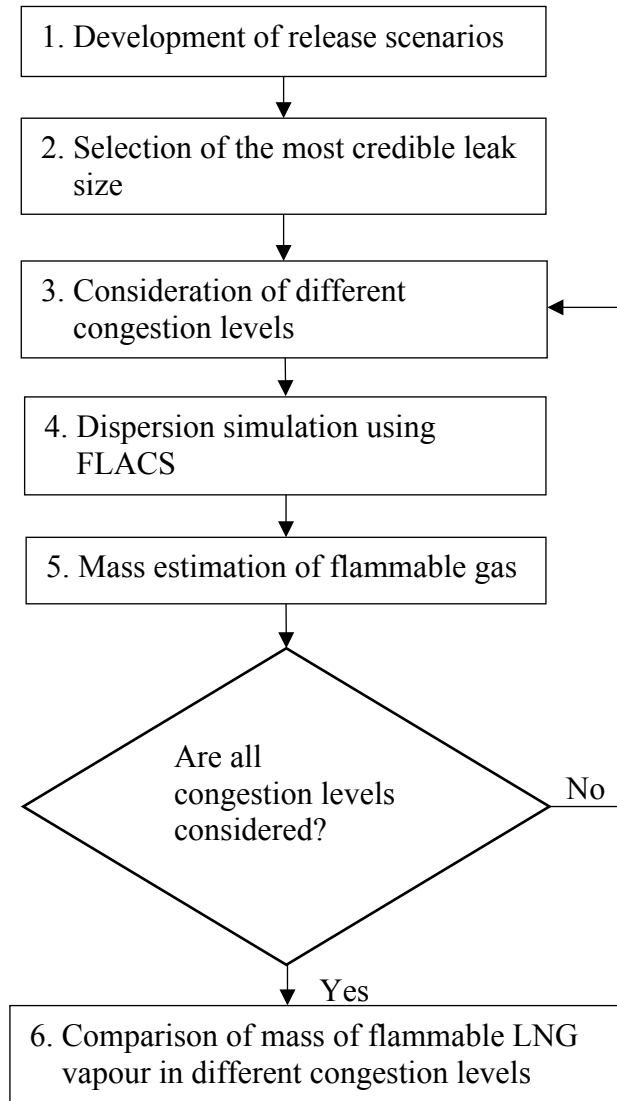 1. Development of release scenarios
2. Selection of the most credible leak
size
3. Consideration of different
congestion levels
4. Dispersion simulation using
FLACS
5. Mass estimation of flammable gas
Are all
congestion levels
considered?
No
Yes
6. Comparison of mass of flammable LNG
vapour in different congestion levels